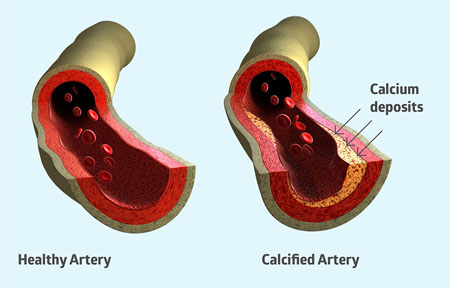 Calcium
deposits
Healthy Artery
Calcified Artery